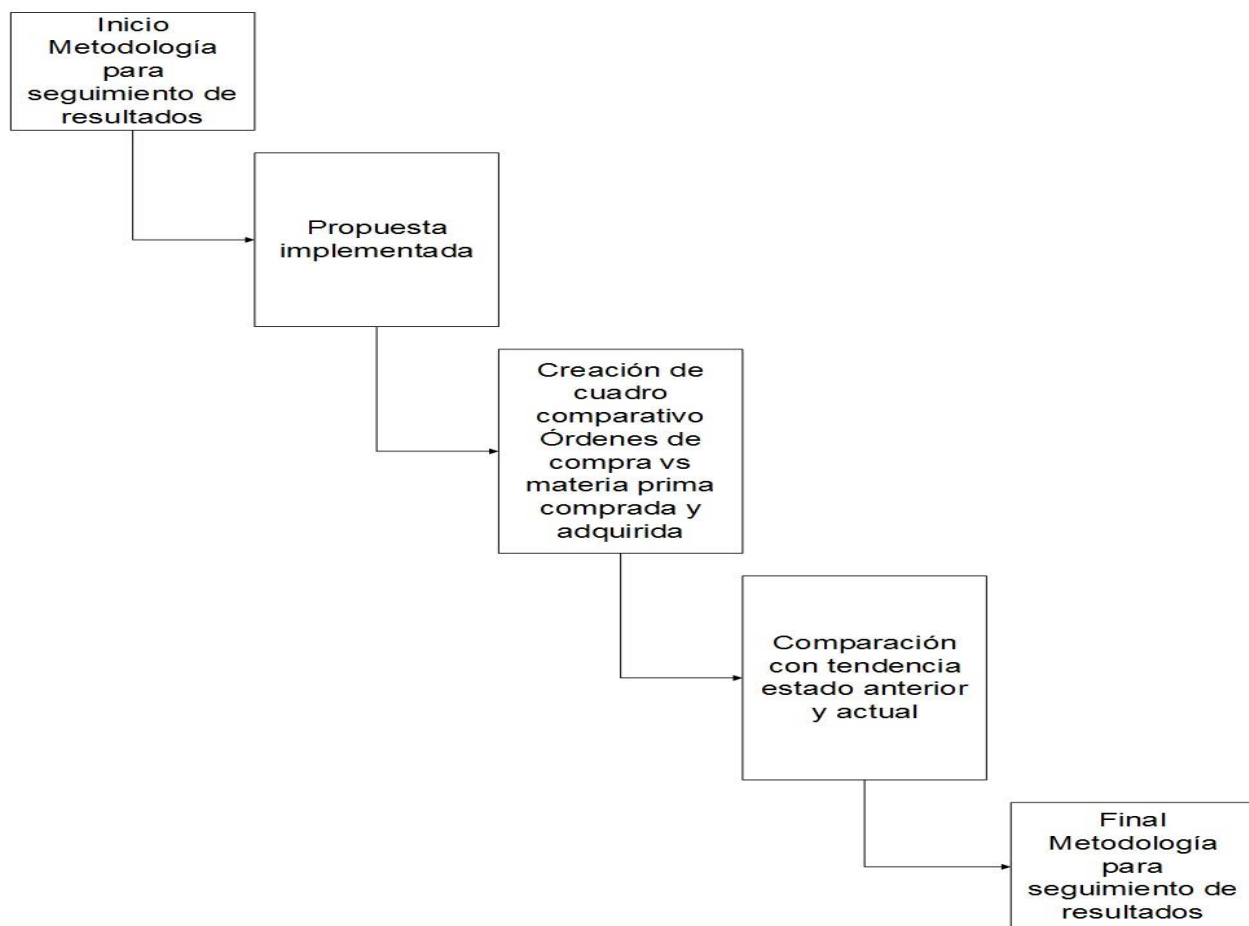 Inicio
Metodología
para
seguimiento de
resultados
Propuesta
implementada
Creación de
cuadro
comparativo
Órdenes de
compra vs
materia prima
comprada y
adquirida
Comparación
con tendencia
estado anterior
y actual
Final
Metodología
para
seguimiento de
resultados